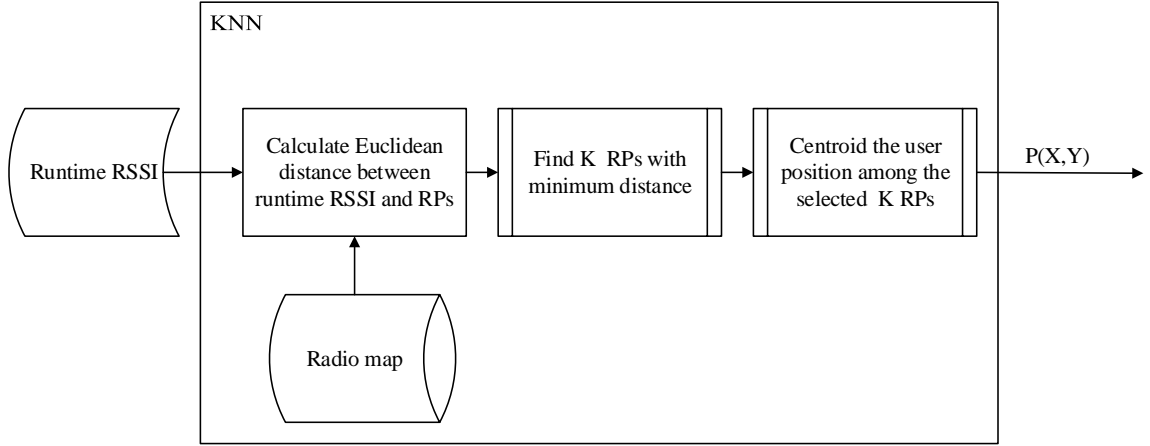 KNN
Runtime RSSI
Calculate Euclidean
distance between
runtime RSSI and RPs
Find K RPs with
minimum distance
Centroid the user
position among the
selected K RPs
P(X,Y)
Radio map